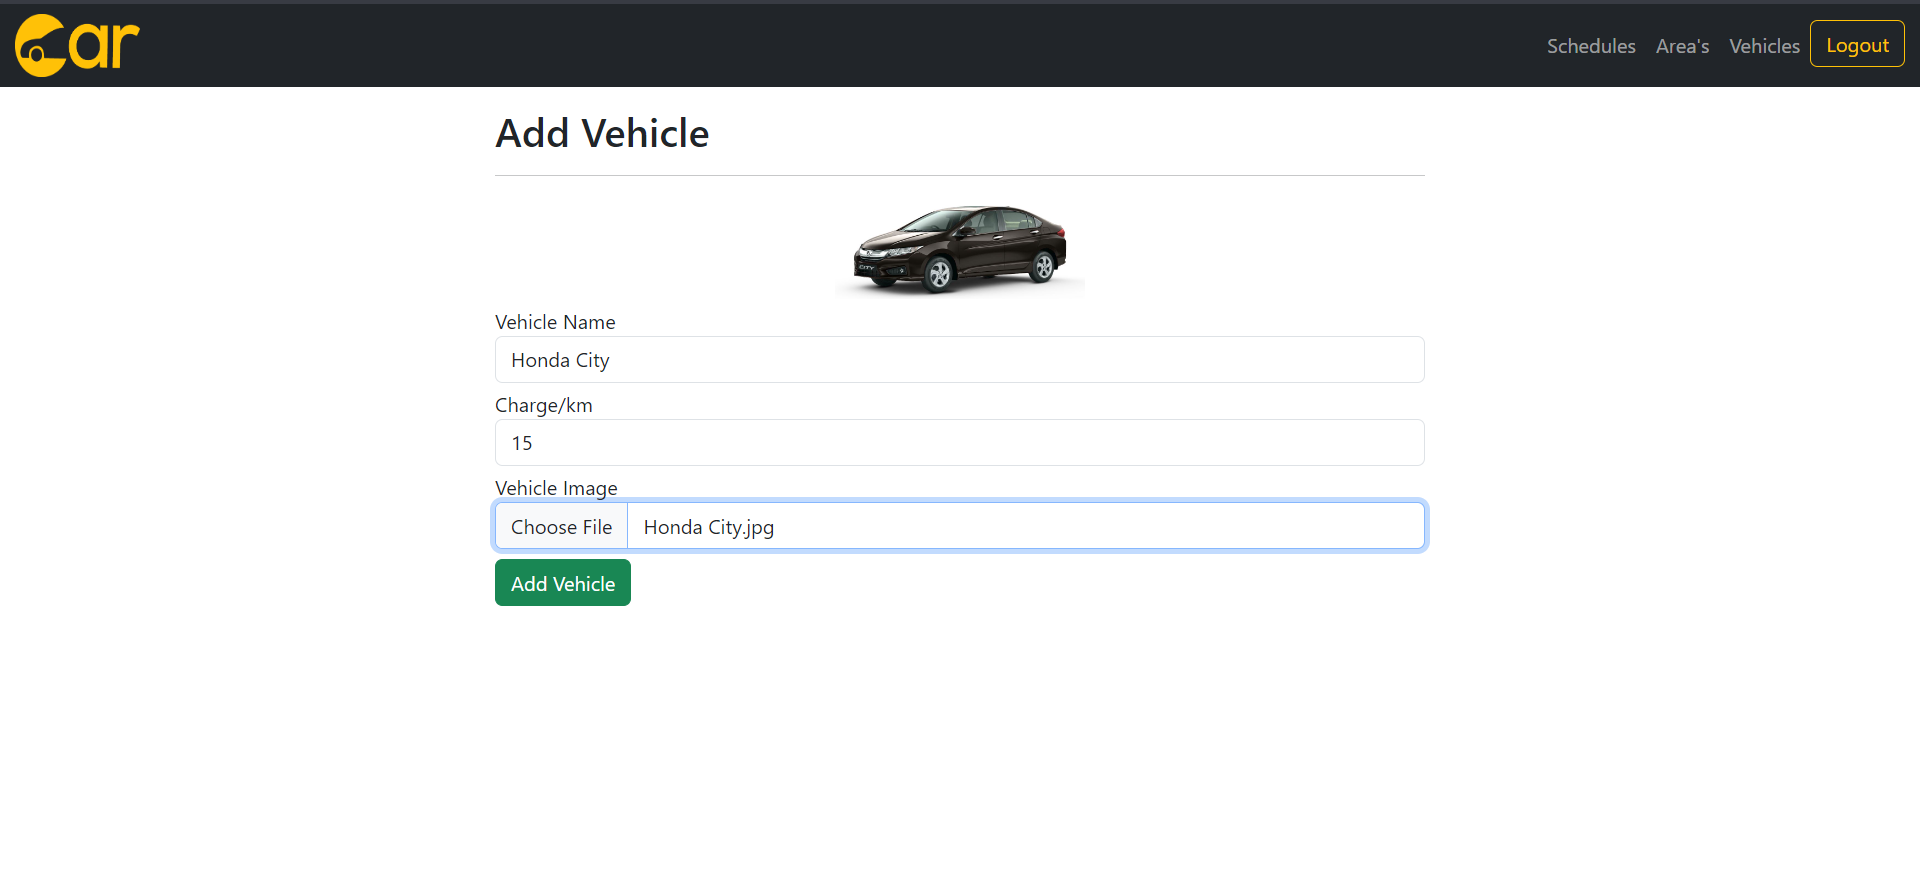 Car
Schedules Area's Vehicles Logout
Add Vehicle
CITY
Vehicle Name
Honda City
Charge/km
15
Vehicle Image
Choose File Honda City.jpg
Add Vehicle